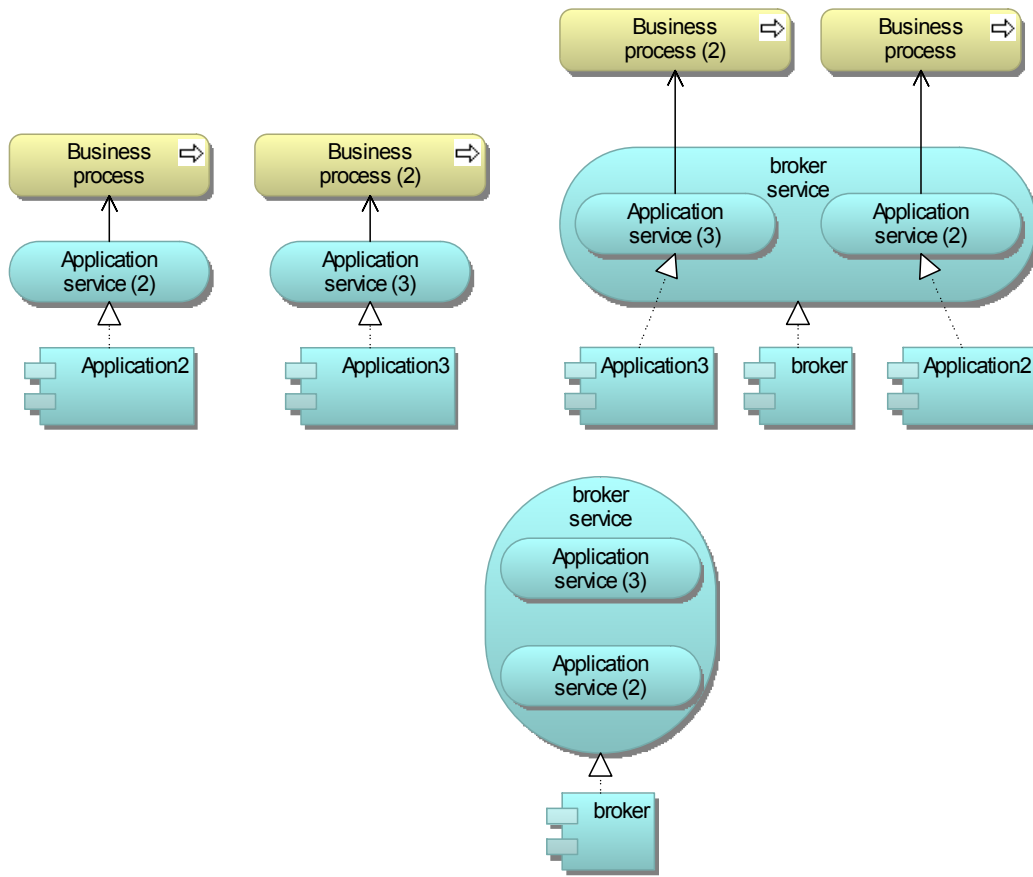 Business
process (2)
Business
process
Business
process
Business
process (2)
broker
service
Application
service (3)
Application
service (2)
Application
service (2)
Application
service (3)
Application2
Application3
Application3
broker
Application2
broker
service
Application
service (3)
Application
service (2)
broker